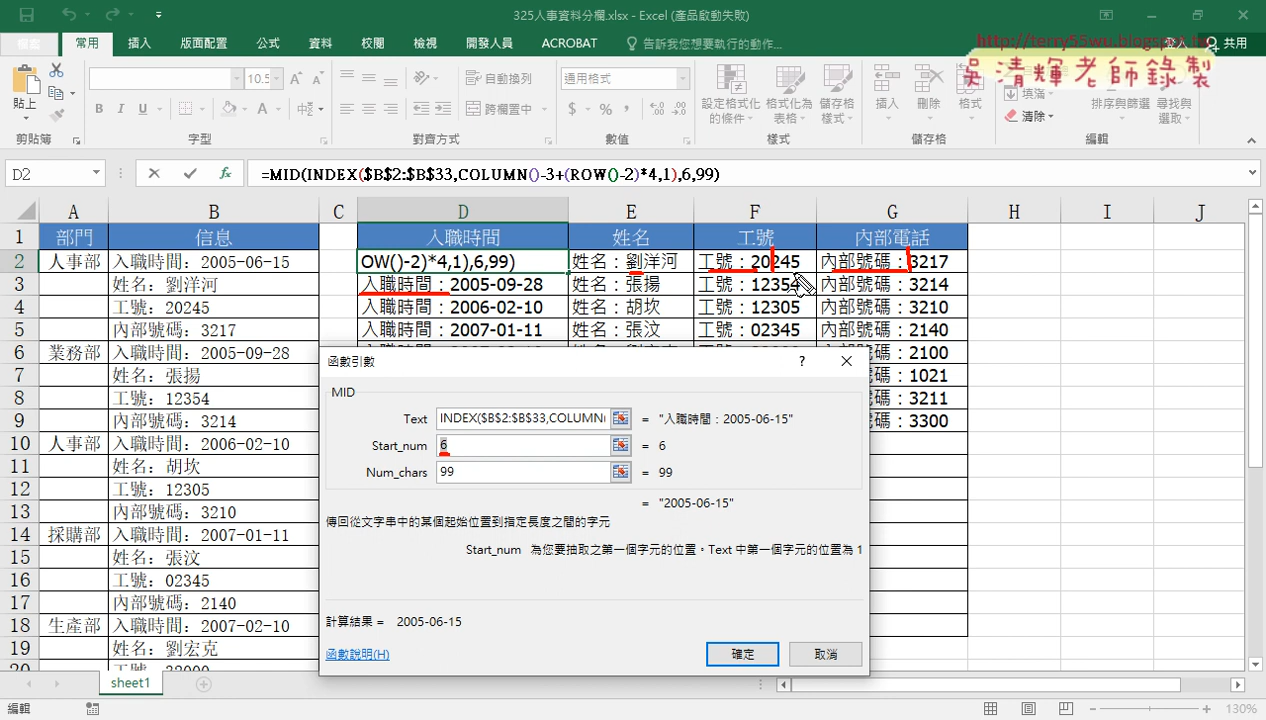 325人事資料分欄.xlsx - Excel (產品啟動失敗)
http://terry55wu.blogspot.tw
吳清輝老師錄製
常用 插入 版面配置 公式 資料 校閱 檢視 開發人員 ACROBAT 告訴我您想要執行的動作... 登入 共用
貼上 10.5 自動換列 跨欄置中 通用格式 設定格式化的條件 格式化為表格 儲存格樣式 插入 刪除 格式 填滿 清除 排序與篩選 尋找與選取
剪貼簿 字型 對齊方式 數值 樣式 儲存格 編輯
D2 =MID(INDEX($B$2:$B$33,COLUMN()-3+(ROW()-2)*4,1),6,99)
A B C D E F G H I J
1 部門 信息 入職時間 姓名 工號 內部電話
2 人事部 入職時間：2005-06-15 OW()-2)*4,1),6,99) 姓名：劉洋河 工號：20245 內部號碼：3217
3 姓名：劉洋河 入職時間：2005-09-28 姓名：張揚 工號：12354 內部號碼：3214
4 工號：20245 入職時間：2006-02-10 姓名：胡坎 工號：12305 內部號碼：3210
5 內部號碼：3217 入職時間：2007-01-11 姓名：張汶 工號：02345 內部號碼：2140
6 業務部 入職時間：2005-09-28 號碼：2100
7 姓名：張揚 號碼：1021
8 工號：12354 號碼：3211
9 內部號碼：3214 號碼：3300
10 人事部 入職時間：2006-02-10
11 姓名：胡坎
12 工號：12305
13 內部號碼：3210
14 採購部 入職時間：2007-01-11
15 姓名：張汶
16 工號：02345
17 內部號碼：2140
18 生產部 入職時間：2007-02-10
19 姓名：劉宏克
20
函數引數 ?
MID
Text INDEX($B$2:$B$33,COLUMN( = "入職時間：2005-06-15"
Start_num 6 = 6
Num_chars 99 = 99
= "2005-06-15"
傳回從文字串中的某個起始位置到指定長度之間的字元
Start_num 為您要抽取之第一個字元的位置。Text 中第一個字元的位置為 1
計算結果 = 2005-06-15
函數說明(H) 確定 取消
sheet1
編輯 130%